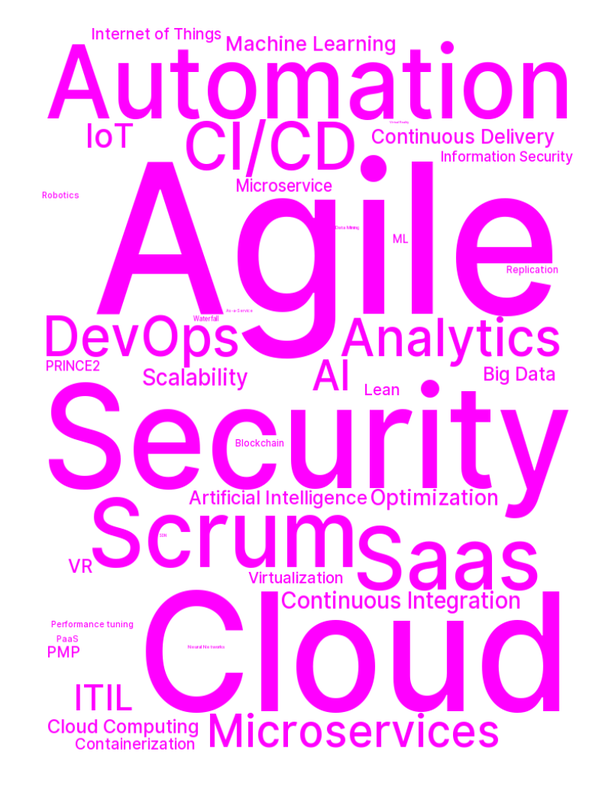 Internet of Things
Machine Learning
Automation
IoT
CI/CD
Continuous Delivery
Information Security
Microservice
Robotics
Agile
Data Mining
ML
Replication
Waterfall
DevOps
Analytics
PRINCE2
Scalability
AI
Lean
Big Data
Security
Blockchain
Artificial Intelligence
Optimization
Scrum
Saas
VR
Virtualization
Continuous Integration
Cloud
Performance tuning
PaaS
PMP
Neural Networks
ITIL
Cloud Computing
Microservices
Containerization